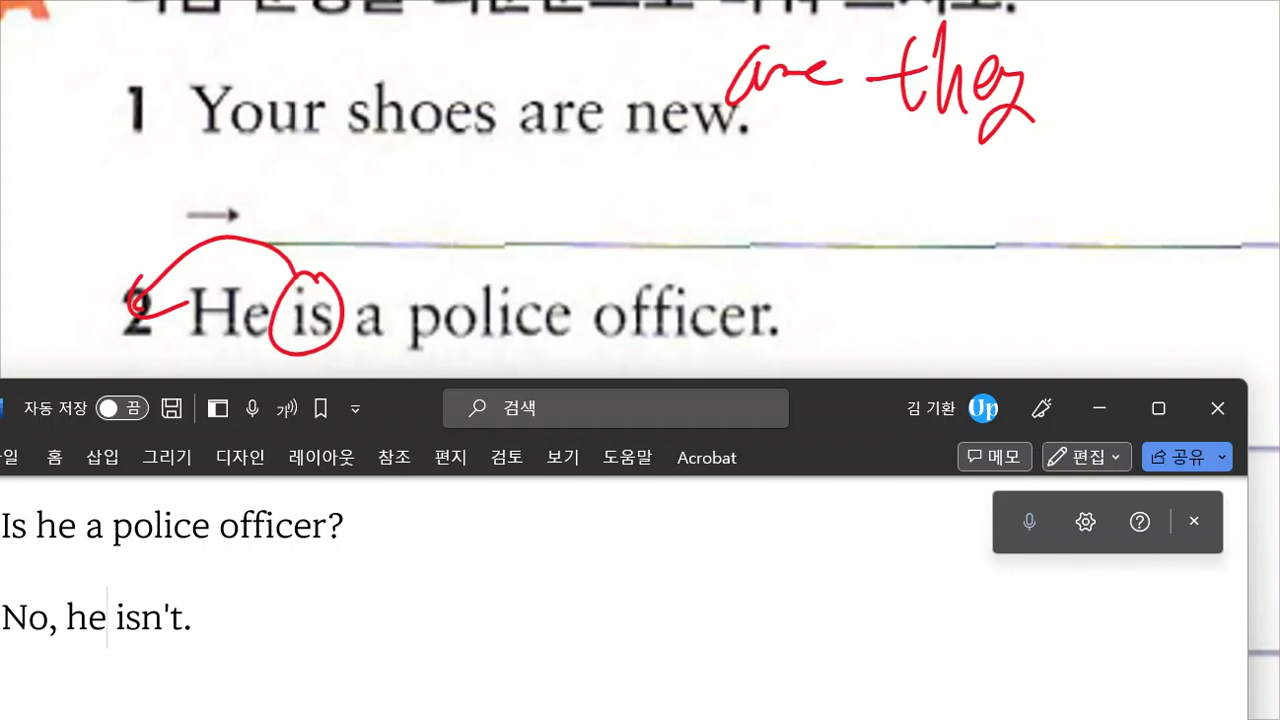 are they
1 Your shoes are new.
→
2 He is a police officer.
자동 저장 끔 가)) 검색 김 기환 Up
일 홈 삽입 그리기 디자인 레이아웃 참조 편지 검토 보기 도움말 Acrobat 메모 편집 공유
Is he a police officer?
No, he isn't.